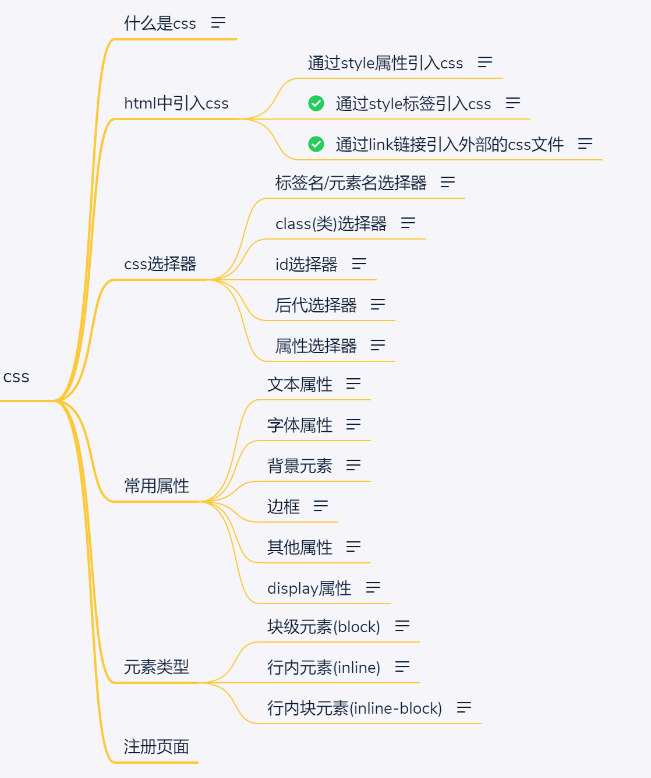 什么是css
html中引入css
通过style属性引入css
通过style标签引入css
通过link链接引入外部的css文件
css选择器
标签名/元素名选择器
class(类)选择器
id选择器
后代选择器
属性选择器
css
常用属性
文本属性
字体属性
背景元素
边框
其他属性
display属性
元素类型
块级元素(block)
行内元素(inline)
行内块元素(inline-block)
注册页面